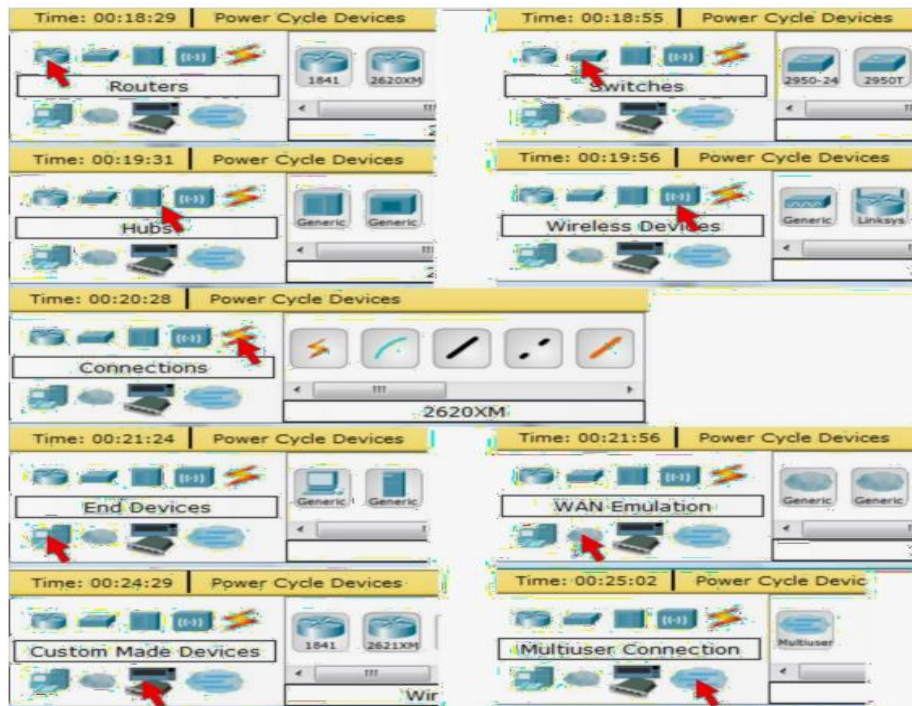 Time: 00:18:29 Power Cycle Devices
Routers
1841 2620XM
Time: 00:18:55 Power Cycle Devices
Switches
2950-24 2950T
Time: 00:19:31 Power Cycle Devices
Hubs
Generic Generic
Time: 00:19:56 Power Cycle Devices
Wireless Devices
Generic Linksys
Time: 00:20:28 Power Cycle Devices
Connections
2620XM
Time: 00:21:24 Power Cycle Devices
End Devices
Generic Generic
Time: 00:21:56 Power Cycle Devices
WAN Emulation
Generic Generic
Time: 00:24:29 Power Cycle Devices
Custom Made Devices
1841 2621XM
Wir
Time: 00:25:02 Power Cycle Devic
Multiuser Connection
Multiuser